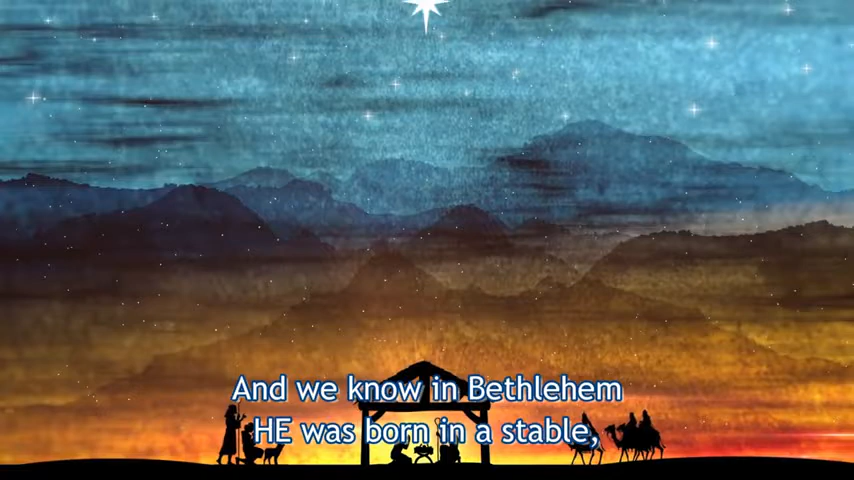 And we know in Bethlehem
HE was born in a stable,